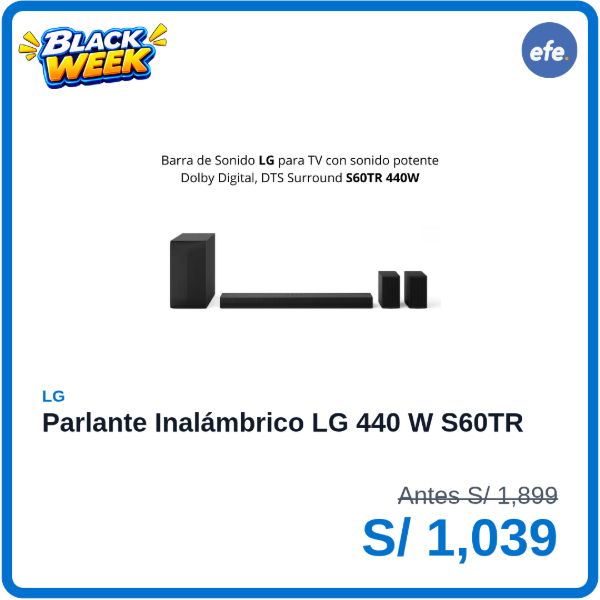 BLACK
WEEK
efe.
Barra de Sonido LG para TV con sonido potente
Dolby Digital, DTS Surround S60TR 440W
LG
Parlante Inalámbrico LG 440 W S60TR
Antes S/ 1,899
S/ 1,039